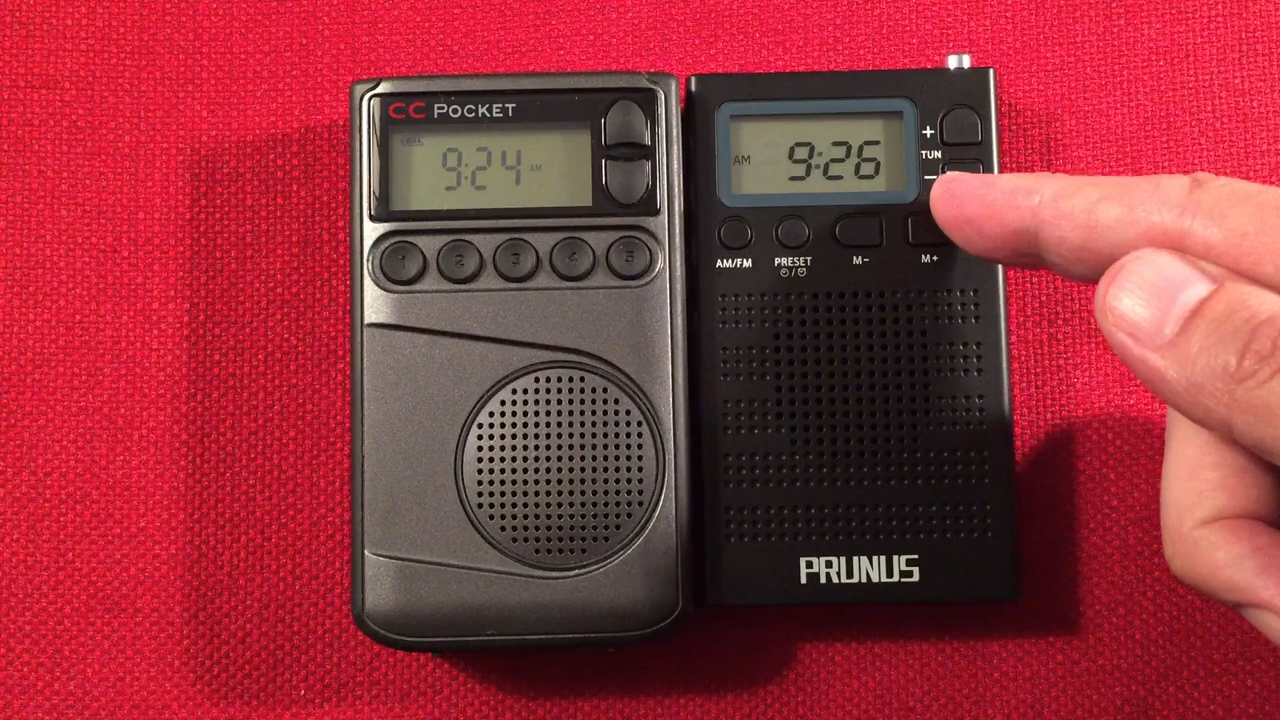 CC POCKET
9:24 AM
1 2 3 4 5
AM 9:26
+
TUN
−
AM/FM PRESET M- M+
PRUNUS